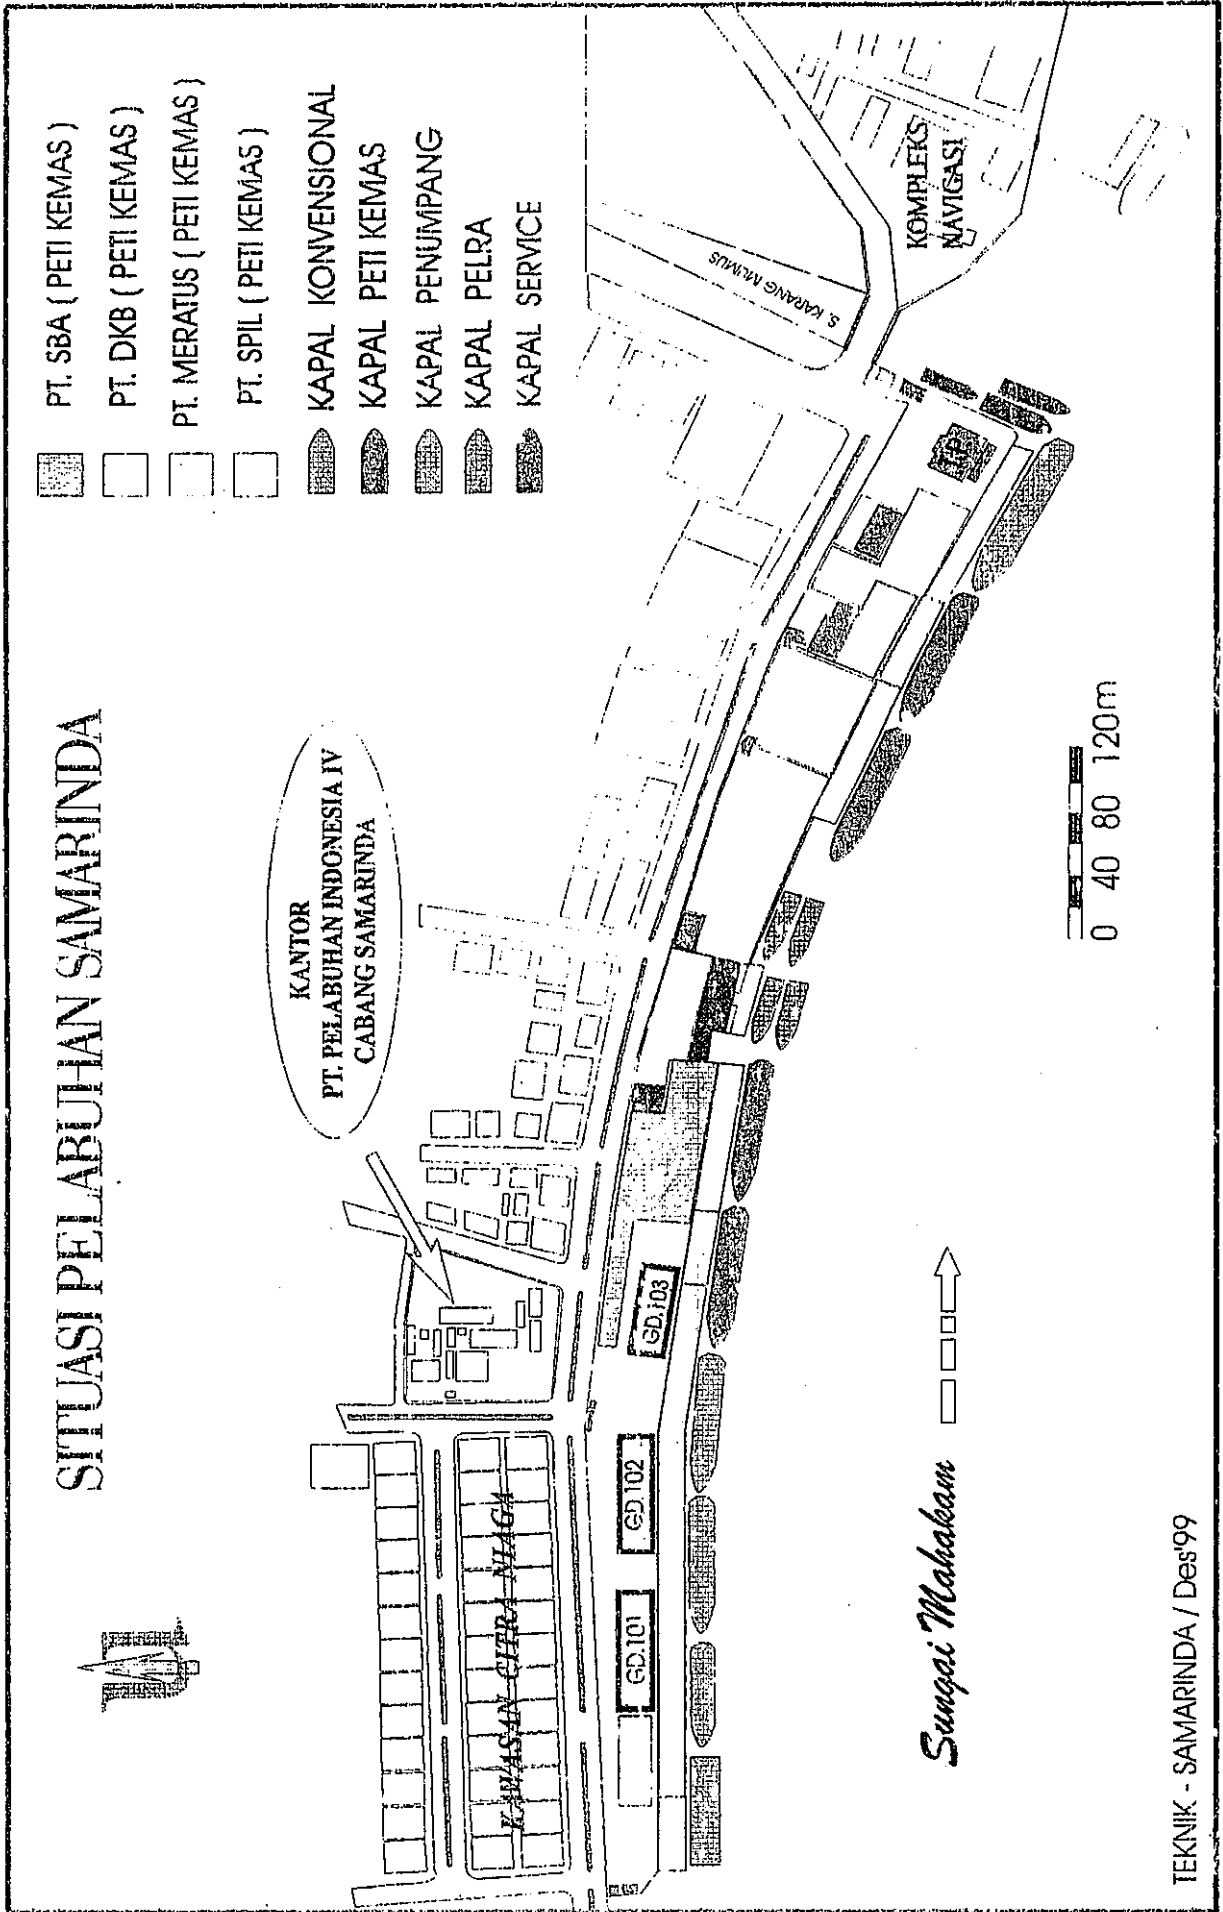 SITUASI PELABUHAN SAMARINDA
PT. SBA ( PETI KEMAS )
PT. DKB ( PETI KEMAS )
PT. MERATUS ( PETI KEMAS )
PT. SPIL ( PETI KEMAS )
KAPAL KONVENSIONAL
KAPAL PETI KEMAS
KAPAL PENUMPANG
KAPAL PELRA
KAPAL SERVICE
KANTOR
PT. PELABUHAN INDONESIA IV
CABANG SAMARINDA
KAWASAN CITRA NIAGA
S. KARANG MUMUS
KOMPLEKS
NAVIGASI
GD.101
GD.102
GD.103
T.P
Sungai Mahakam
0 40 80 120m
TEKNIK - SAMARINDA / Des'99